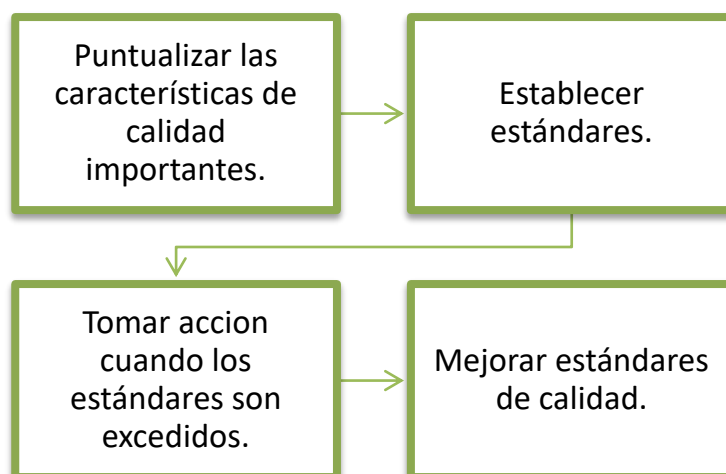 Puntualizar las
características de
calidad
importantes.
Establecer
estándares.
Tomar accion
cuando los
estándares son
excedidos.
Mejorar estándares
de calidad.